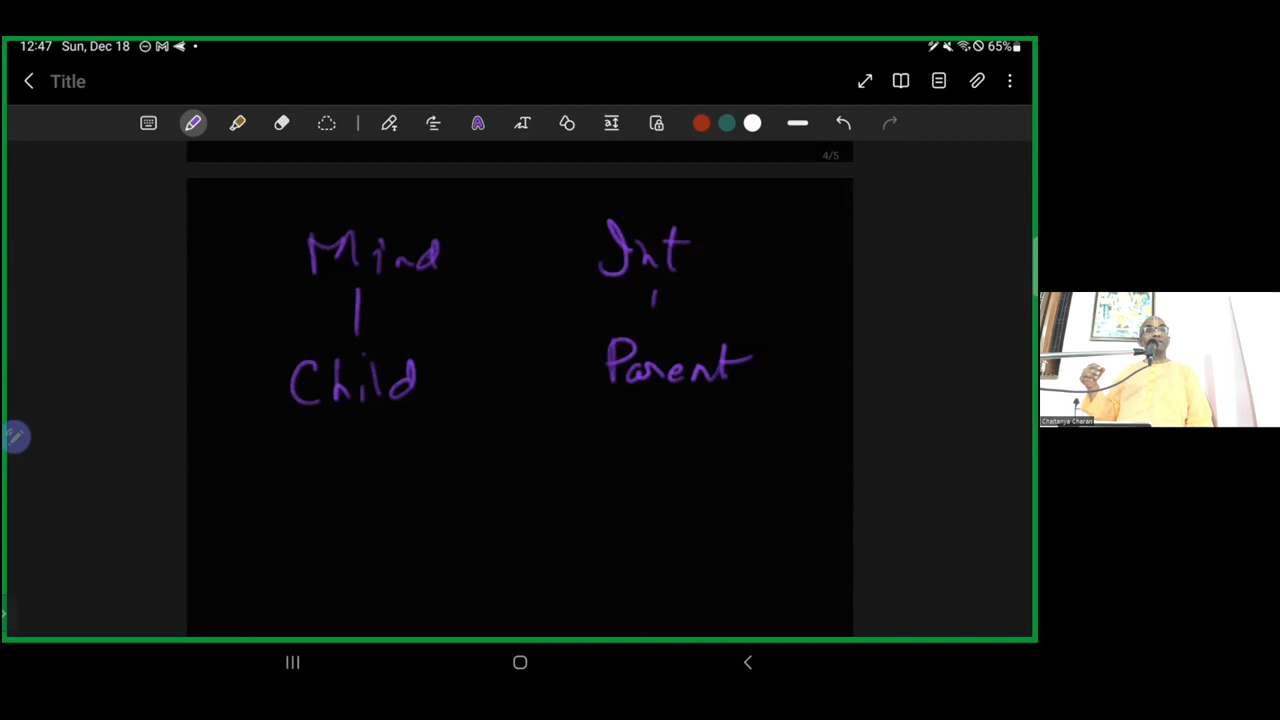 12:47 Sun, Dec 18 65%
Title
4/5
Mind Int
Child Parent
Chaitanya Charan